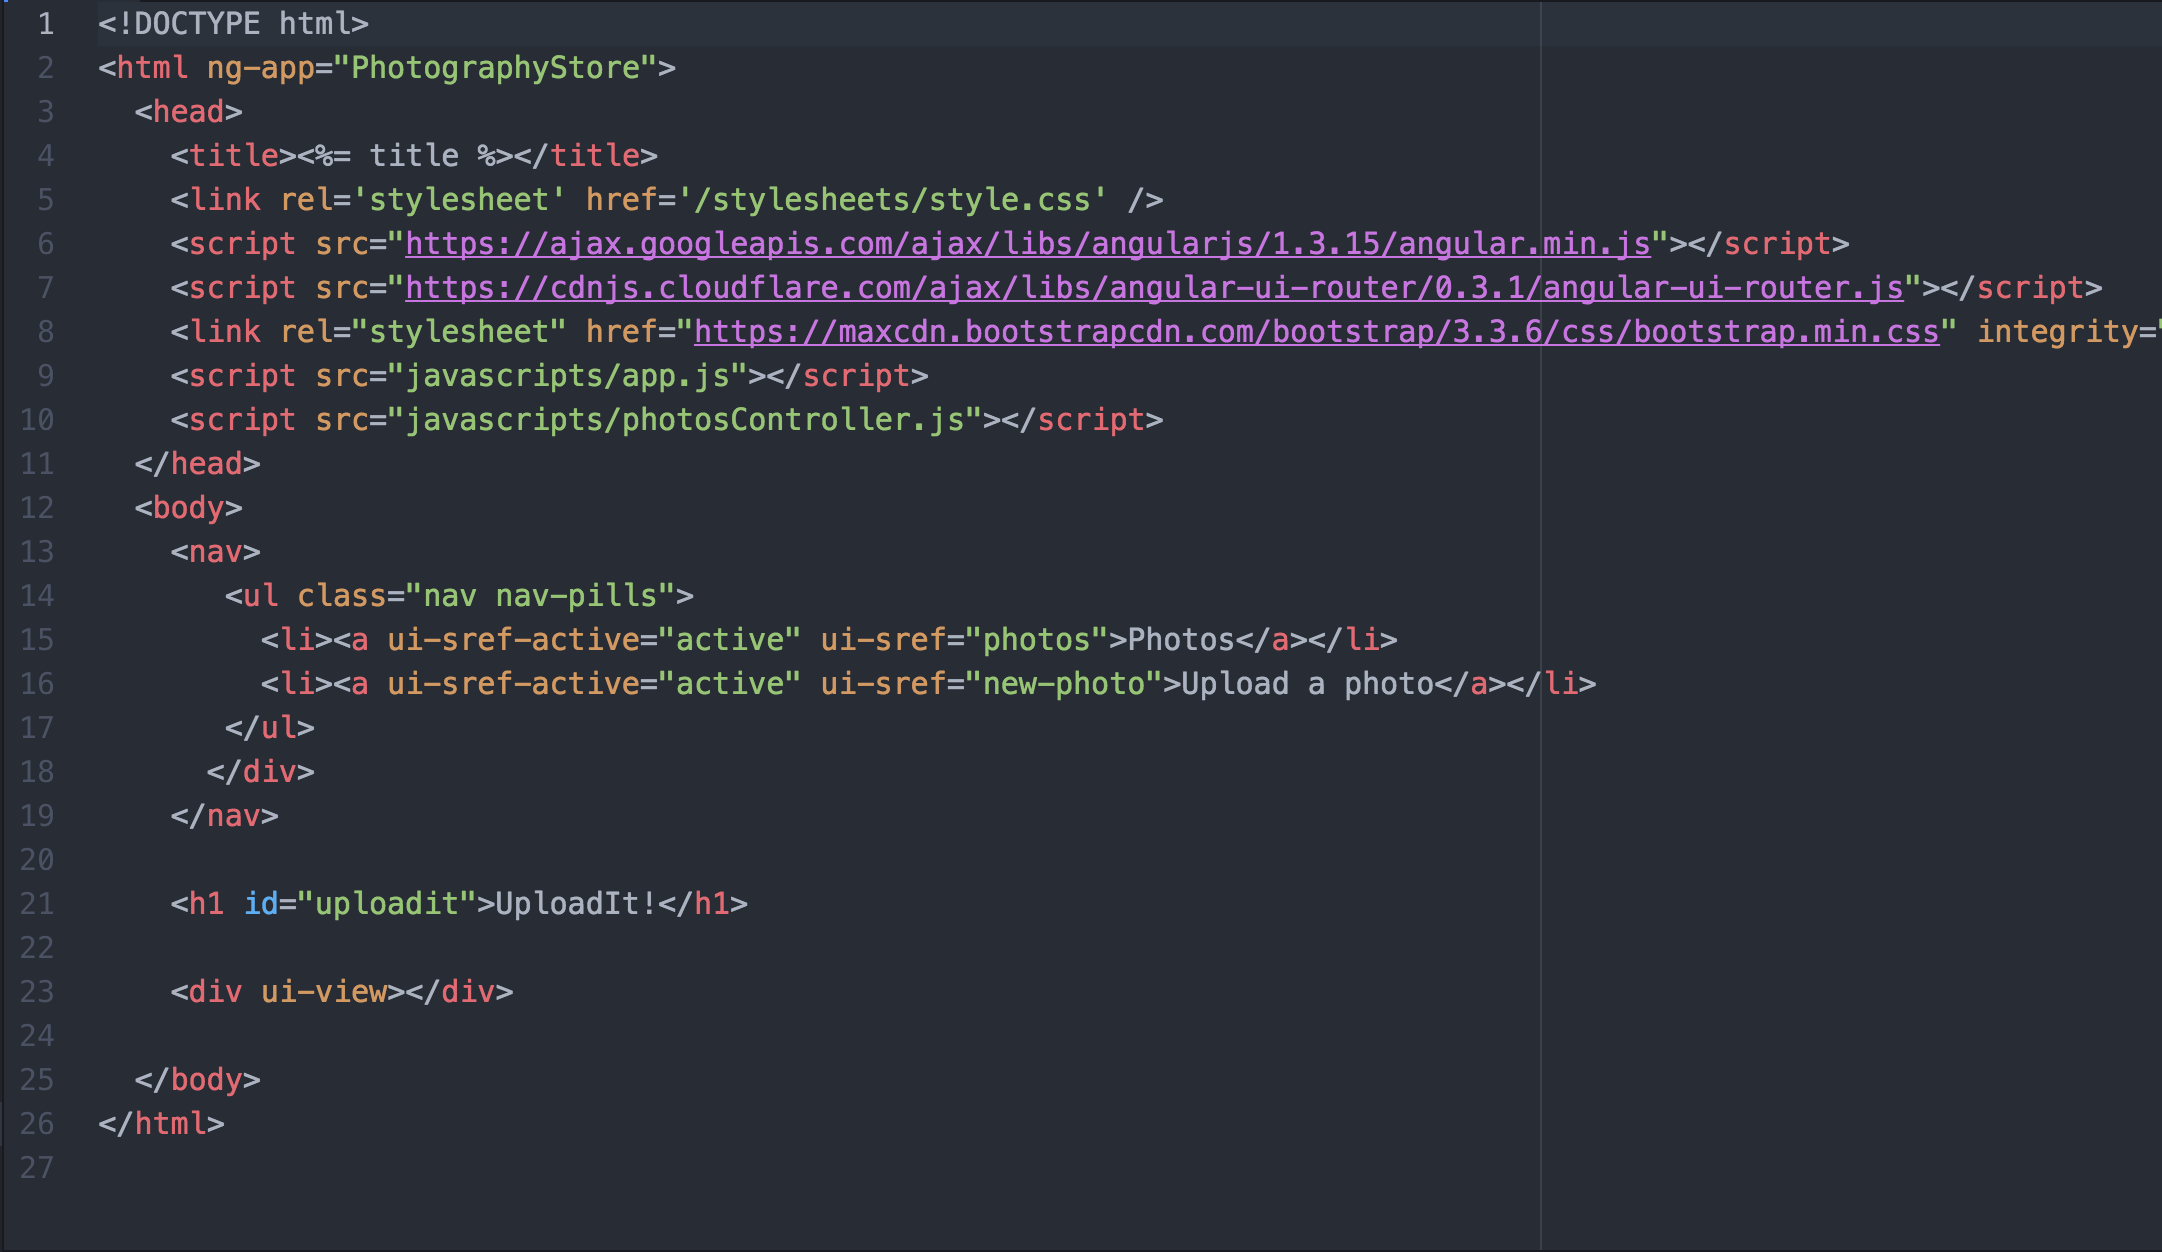 1 <!DOCTYPE html>
2 <html ng-app="PhotographyStore">
3   <head>
4     <title><%= title %></title>
5     <link rel='stylesheet' href='/stylesheets/style.css' />
6     <script src="https://ajax.googleapis.com/ajax/libs/angularjs/1.3.15/angular.min.js"></script>
7     <script src="https://cdnjs.cloudflare.com/ajax/libs/angular-ui-router/0.3.1/angular-ui-router.js"></script>
8     <link rel="stylesheet" href="https://maxcdn.bootstrapcdn.com/bootstrap/3.3.6/css/bootstrap.min.css" integrity="
9     <script src="javascripts/app.js"></script>
10     <script src="javascripts/photosController.js"></script>
11   </head>
12   <body>
13     <nav>
14        <ul class="nav nav-pills">
15          <li><a ui-sref-active="active" ui-sref="photos">Photos</a></li>
16          <li><a ui-sref-active="active" ui-sref="new-photo">Upload a photo</a></li>
17        </ul>
18       </div>
19     </nav>
20
21     <h1 id="uploadit">UploadIt!</h1>
22
23     <div ui-view></div>
24
25   </body>
26 </html>
27